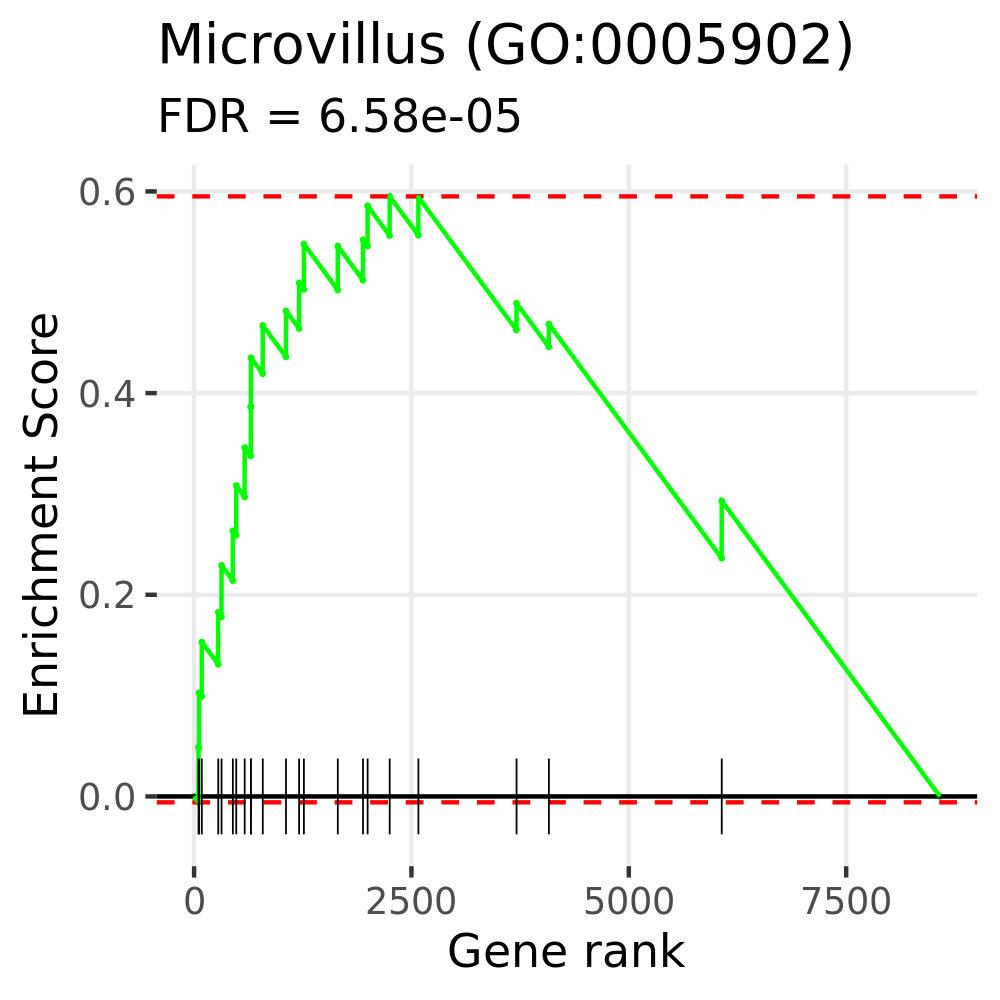 Microvillus (GO:0005902)
FDR = 6.58e-05
Enrichment Score
0.6
0.4
0.2
0.0
0 2500 5000 7500
Gene rank